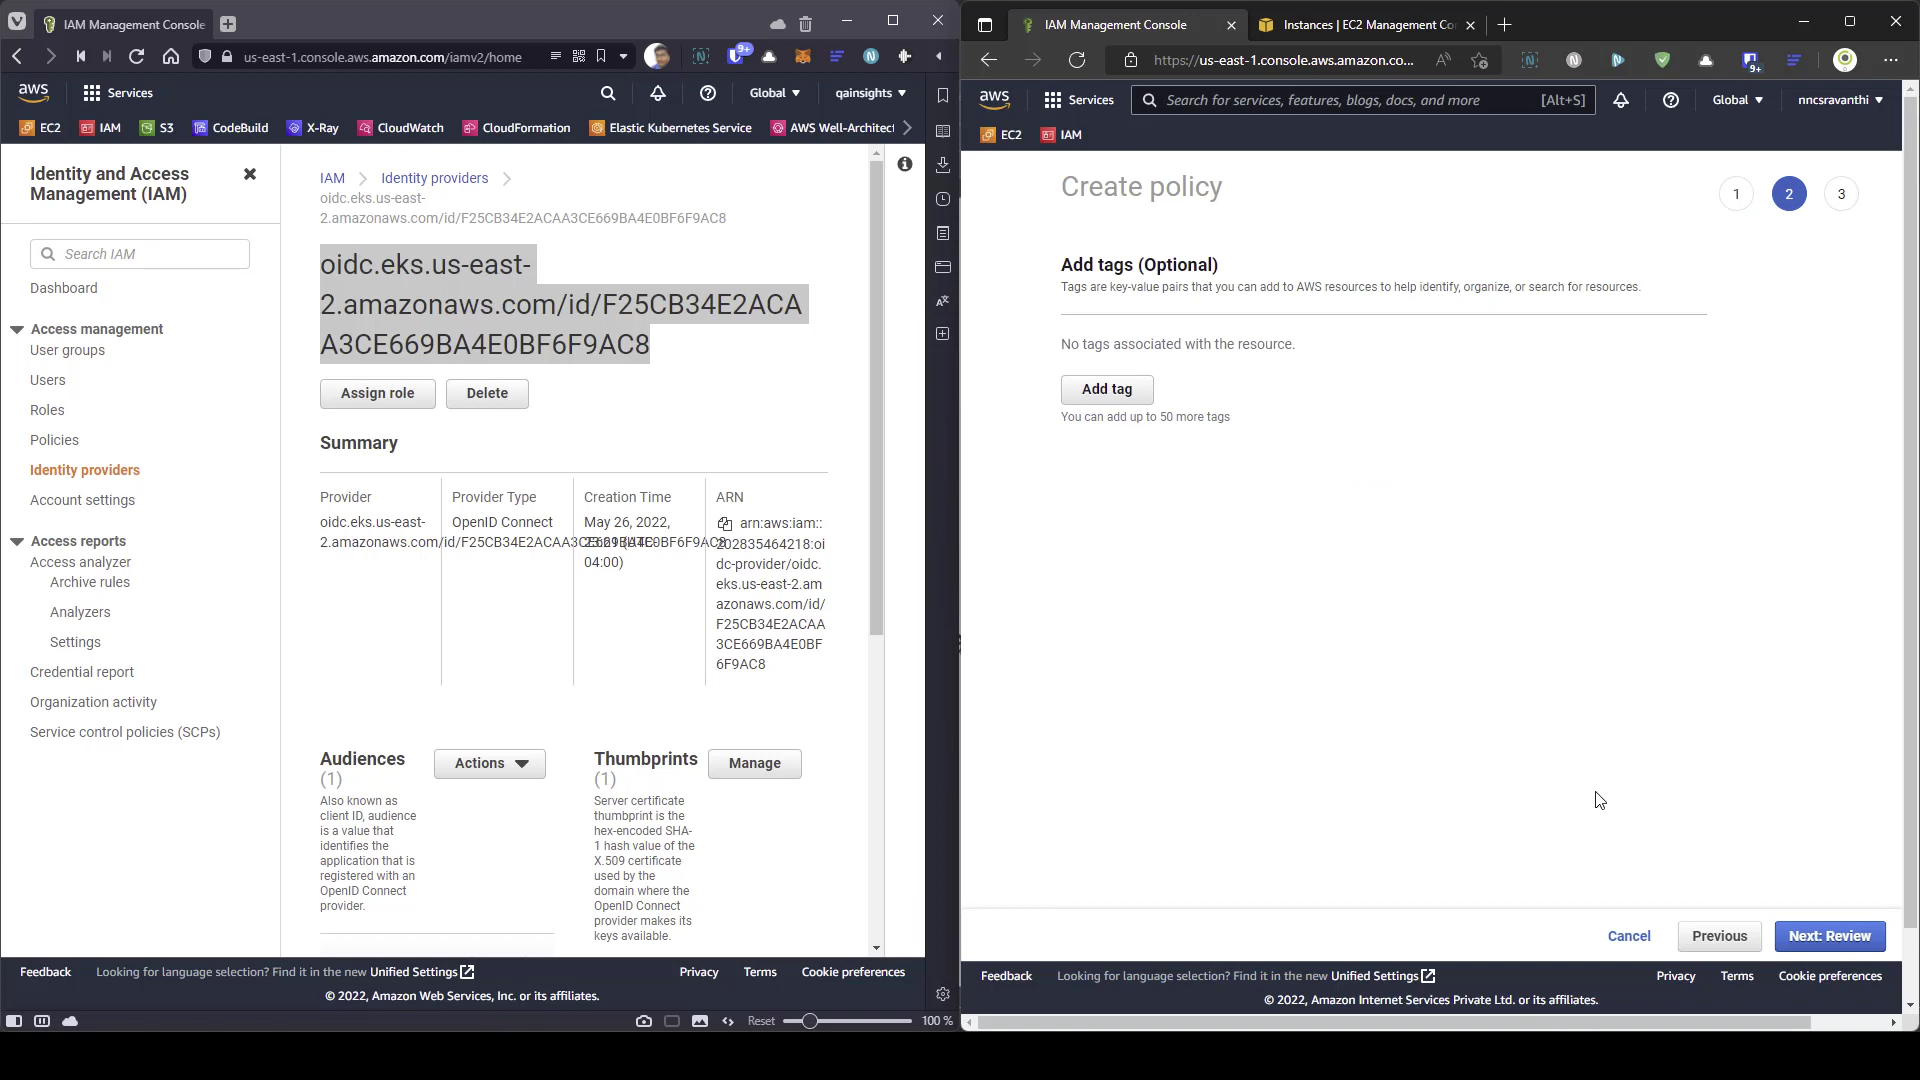 IAM Management Console
us-east-1.console.aws.amazon.com/iamv2/home
9+
aws
Services
Global
qainsights
EC2
IAM
S3
CodeBuild
X-Ray
CloudWatch
CloudFormation
Elastic Kubernetes Service
AWS Well-Architect
Identity and Access
Management (IAM)
Search IAM
Dashboard
Access management
User groups
Users
Roles
Policies
Identity providers
Account settings
Access reports
Access analyzer
Archive rules
Analyzers
Settings
Credential report
Organization activity
Service control policies (SCPs)
IAM
Identity providers
oidc.eks.us-east-
2.amazonaws.com/id/F25CB34E2ACAA3CE669BA4E0BF6F9AC8
oidc.eks.us-east-
2.amazonaws.com/id/F25CB34E2ACA
A3CE669BA4E0BF6F9AC8
Assign role
Delete
Summary
Provider
oidc.eks.us-east-
2.amazonaws.com/id/F25CB34E2ACAA3CE669BA4E0BF6F9AC8
Provider Type
OpenID Connect
Creation Time
May 26, 2022,
04:00)
ARN
arn:aws:iam::
202835464218:oi
dc-provider/oidc.
eks.us-east-2.am
azonaws.com/id/
F25CB34E2ACAA
3CE669BA4E0BF
6F9AC8
Audiences
(1)
Actions
Also known as
client ID, audience
is a value that
identifies the
application that is
registered with an
OpenID Connect
provider.
Thumbprints
(1)
Manage
Server certificate
thumbprint is the
hex-encoded SHA-
1 hash value of the
X.509 certificate
used by the
domain where the
OpenID Connect
provider makes its
keys available.
Feedback
Looking for language selection? Find it in the new Unified Settings
Privacy
Terms
Cookie preferences
© 2022, Amazon Web Services, Inc. or its affiliates.
Reset
100 %
IAM Management Console
Instances | EC2 Management Co
https://us-east-1.console.aws.amazon.co...
9+
aws
Services
Search for services, features, blogs, docs, and more
[Alt+S]
Global
nncsravanthi
EC2
IAM
Create policy
1
2
3
Add tags (Optional)
Tags are key-value pairs that you can add to AWS resources to help identify, organize, or search for resources.
No tags associated with the resource.
Add tag
You can add up to 50 more tags
Cancel
Previous
Next: Review
Feedback
Looking for language selection? Find it in the new Unified Settings
Privacy
Terms
Cookie preferences
© 2022, Amazon Internet Services Private Ltd. or its affiliates.